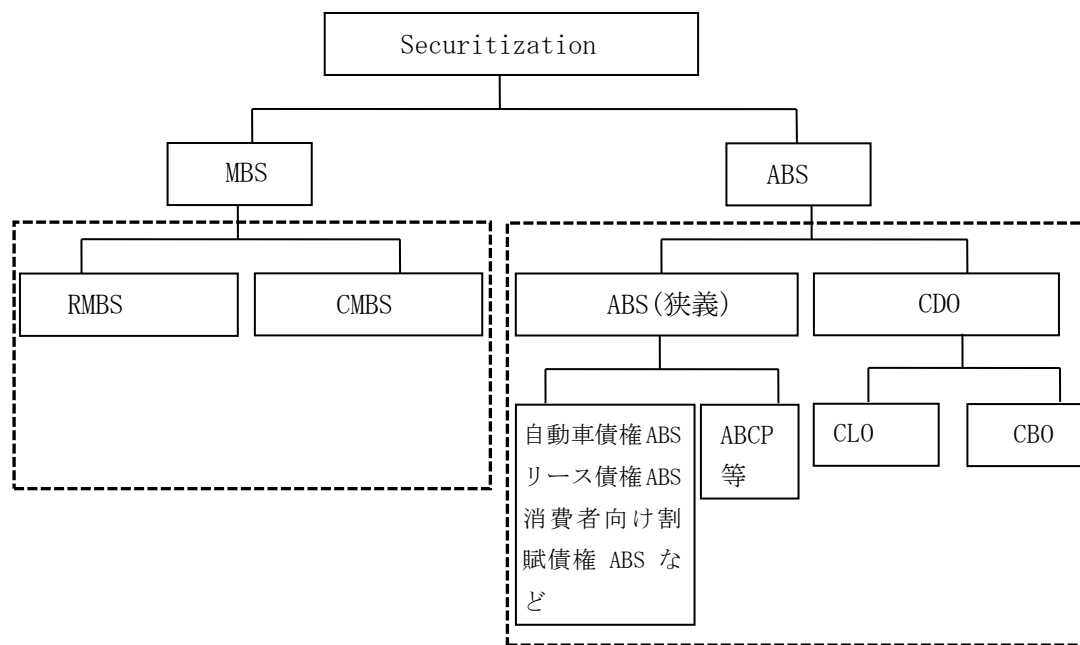 Securitization
MBS
ABS
RMBS
CMBS
ABS(狭義)
CDO
自動車債権ABS
リース債権ABS
消費者向け割
賦債権 ABS な
ど
ABCP
等
CLO
CBO